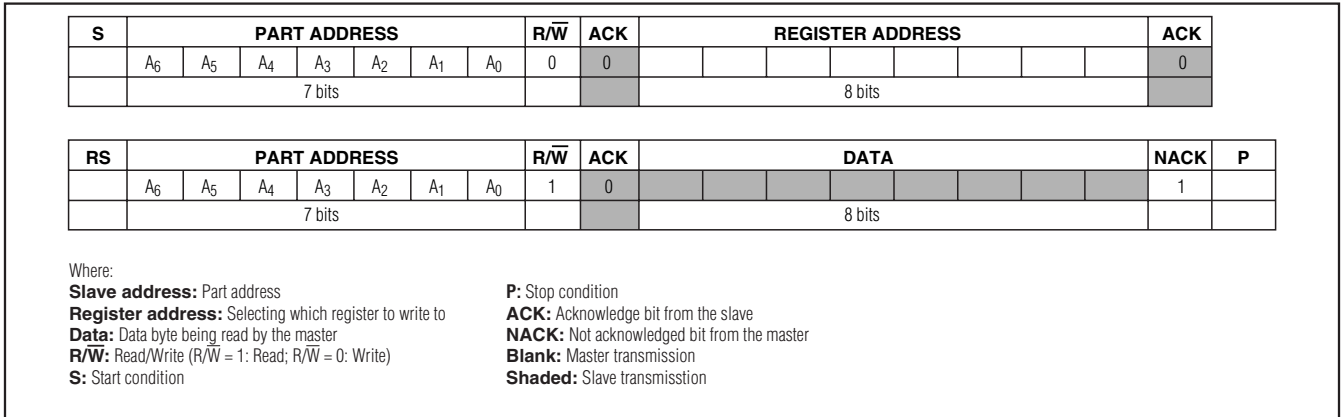 S PART ADDRESS R/W̅ ACK REGISTER ADDRESS ACK
A6 A5 A4 A3 A2 A1 A0 0 0 0
7 bits 8 bits
RS PART ADDRESS R/W̅ ACK DATA NACK P
A6 A5 A4 A3 A2 A1 A0 1 0 1
7 bits 8 bits
Where:
Slave address: Part address
Register address: Selecting which register to write to
Data: Data byte being read by the master
R/W̅: Read/Write (R/W̅ = 1: Read; R/W̅ = 0: Write)
S: Start condition
P: Stop condition
ACK: Acknowledge bit from the slave
NACK: Not acknowledged bit from the master
Blank: Master transmission
Shaded: Slave transmisstion